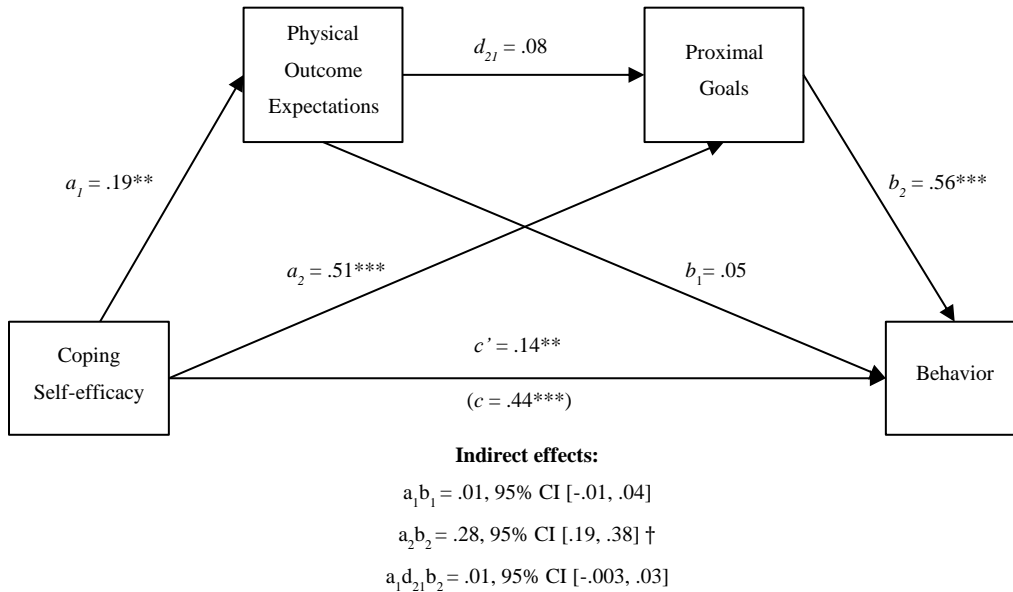 Physical
Outcome
Expectations
d₂₁ = .08
Proximal
Goals
a₁ = .19**
b₂ = .56***
a₂ = .51***
b₁= .05
Coping
Self-efficacy
c’ = .14**
(c = .44***)
Behavior
Indirect effects:
a₁b₁ = .01, 95% CI [-.01, .04]
a₂b₂ = .28, 95% CI [.19, .38] †
a₁d₂₁b₂ = .01, 95% CI [-.003, .03]